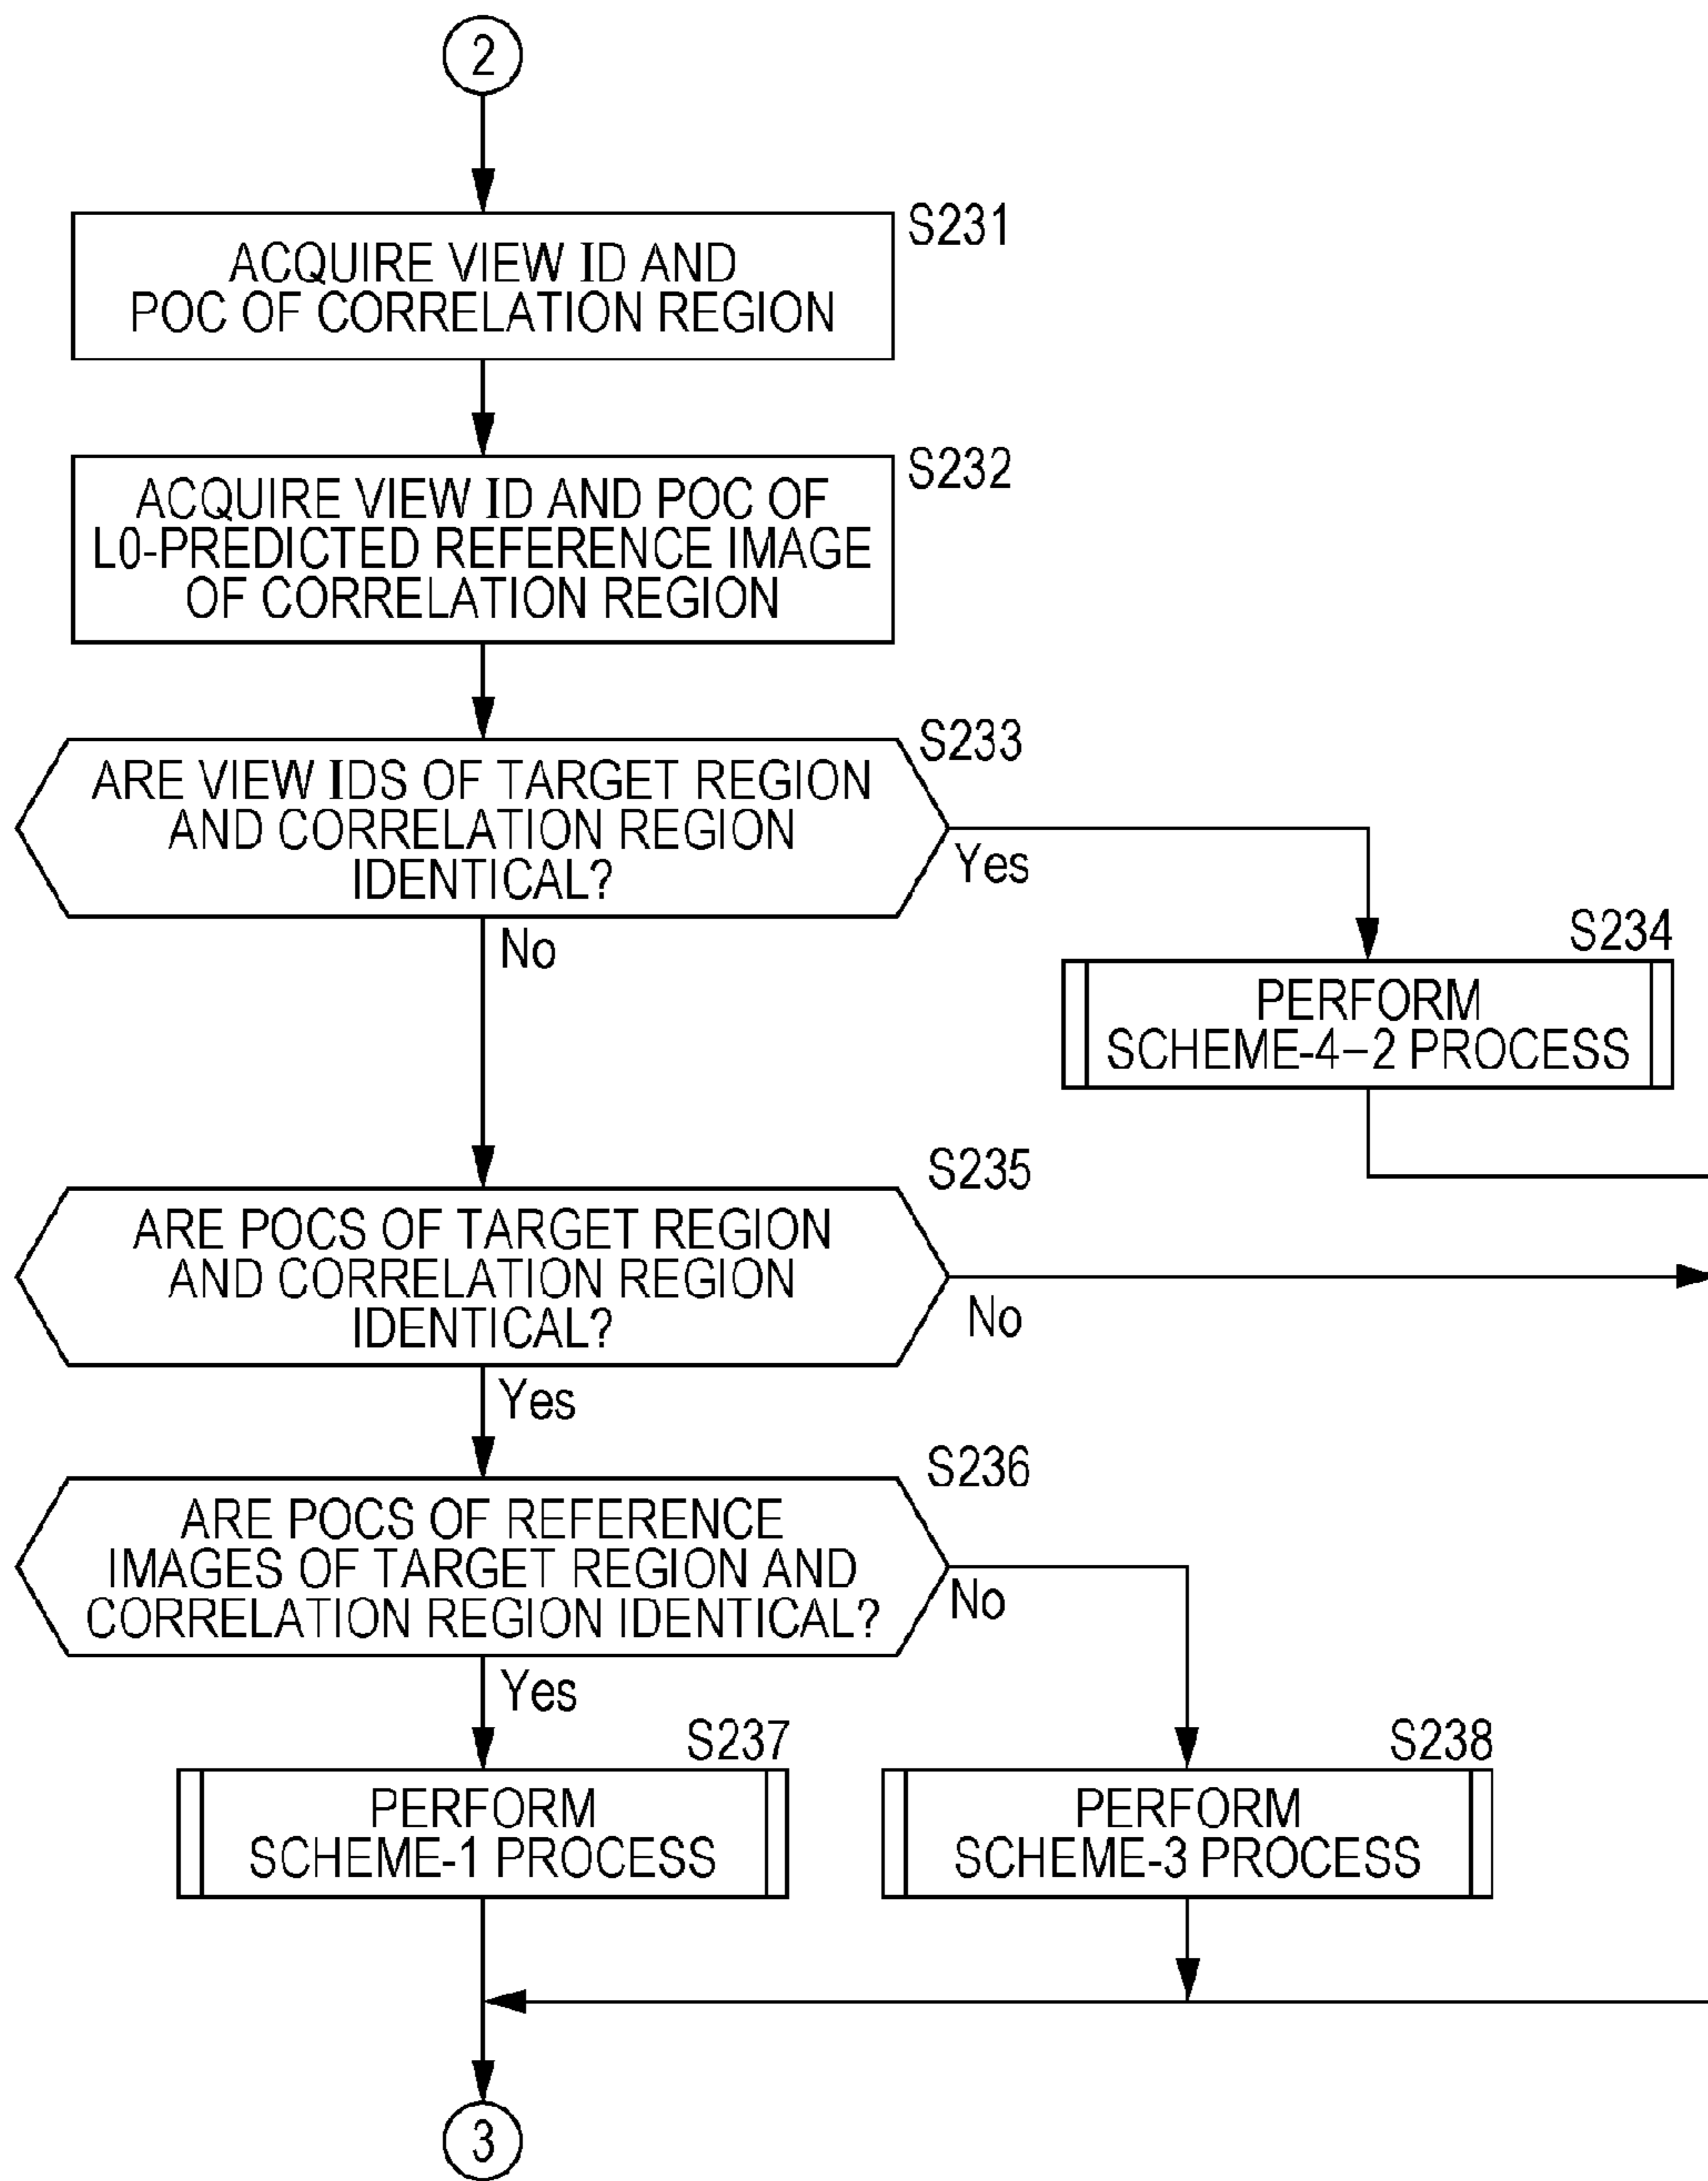 2
S231
ACQUIRE VIEW ID AND
POC OF CORRELATION REGION
S232
ACQUIRE VIEW ID AND POC OF
L0-PREDICTED REFERENCE IMAGE
OF CORRELATION REGION
S233
ARE VIEW IDS OF TARGET REGION
AND CORRELATION REGION
IDENTICAL?
Yes
No
S234
PERFORM
SCHEME-4-2 PROCESS
S235
ARE POCS OF TARGET REGION
AND CORRELATION REGION
IDENTICAL?
No
Yes
S236
ARE POCS OF REFERENCE
IMAGES OF TARGET REGION AND
CORRELATION REGION IDENTICAL?
No
Yes
S237
PERFORM
SCHEME-1 PROCESS
S238
PERFORM
SCHEME-3 PROCESS
3